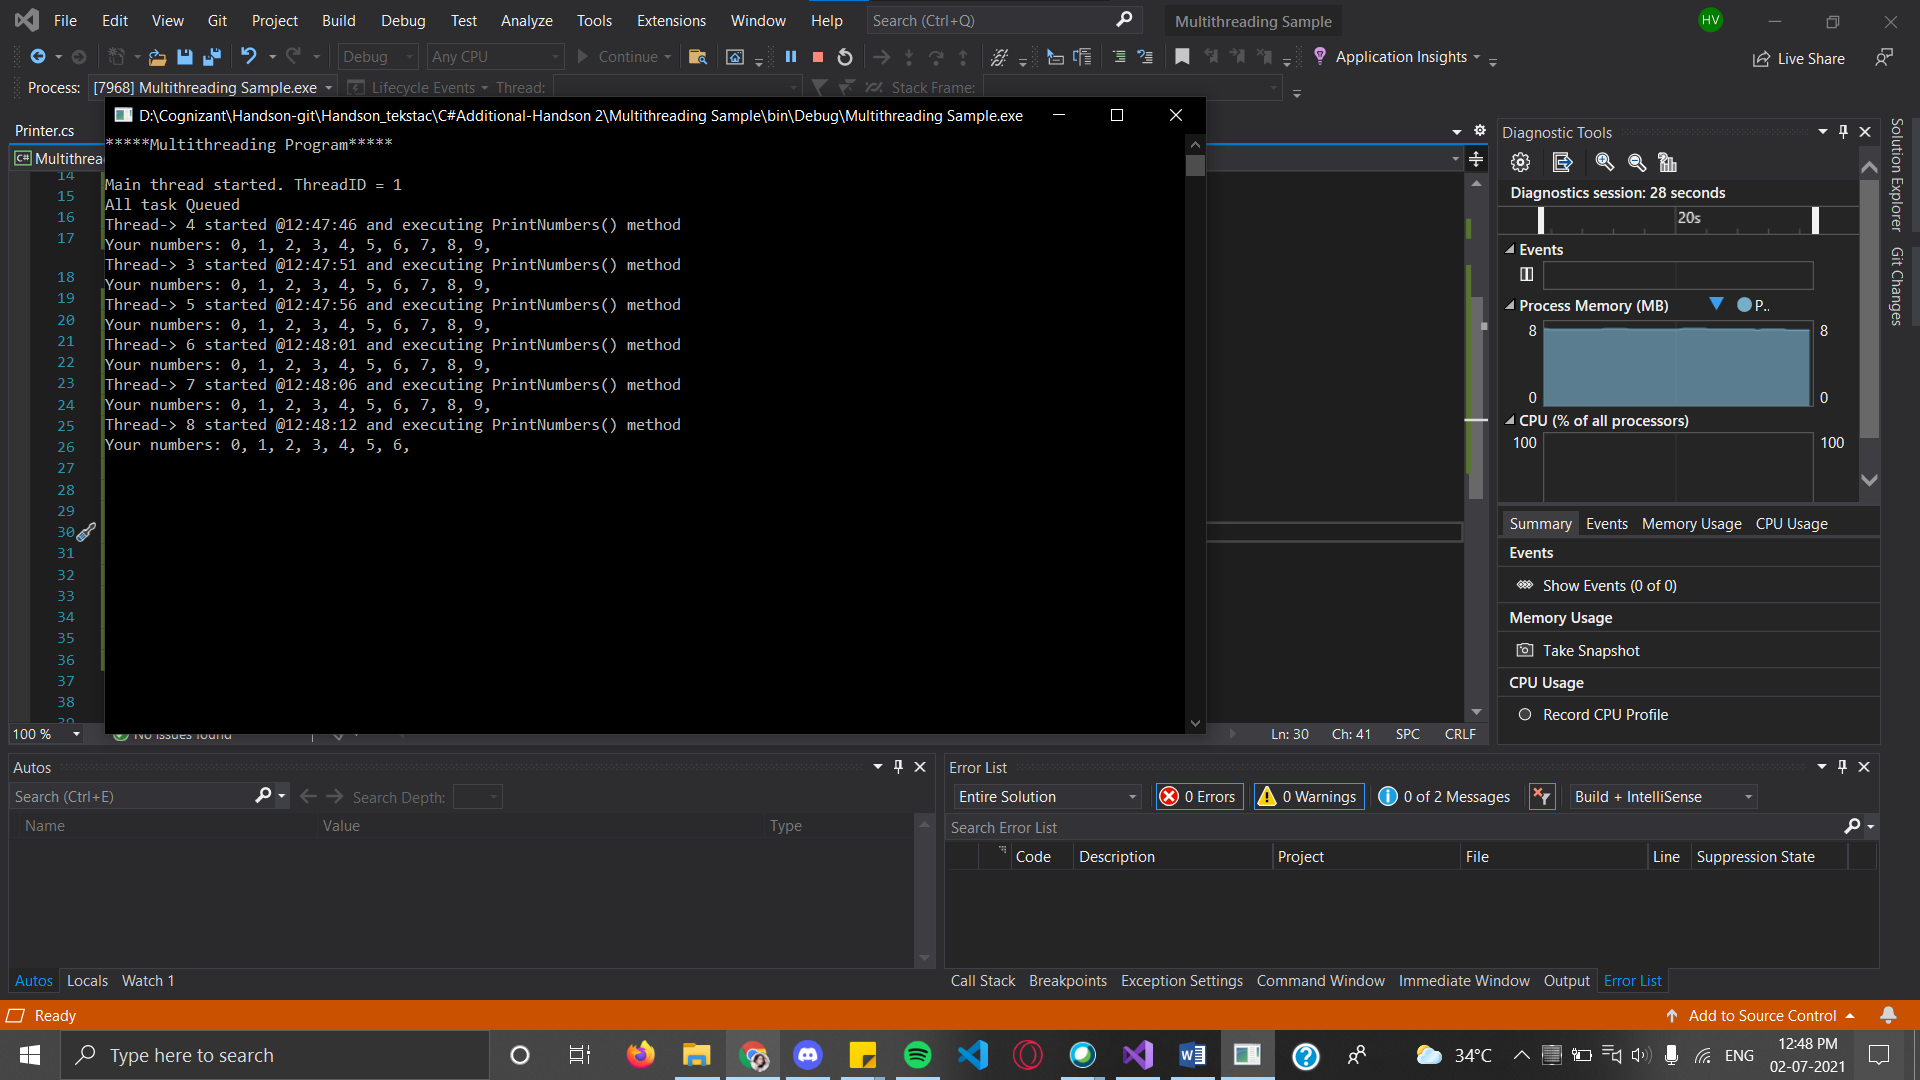 File Edit View Git Project Build Debug Test Analyze Tools Extensions Window Help Search (Ctrl+Q) Multithreading Sample HV
Debug Any CPU Continue Application Insights Live Share
Process: [7968] Multithreading Sample.exe Lifecycle Events Thread: Stack Frame:
D:\Cognizant\Handson-git\Handson_tekstac\C#Additional-Handson 2\Multithreading Sample\bin\Debug\Multithreading Sample.exe
Printer.cs
C# Multithrea
*****Multithreading Program*****
Main thread started. ThreadID = 1
All task Queued
Thread-> 4 started @12:47:46 and executing PrintNumbers() method
Your numbers: 0, 1, 2, 3, 4, 5, 6, 7, 8, 9,
Thread-> 3 started @12:47:51 and executing PrintNumbers() method
Your numbers: 0, 1, 2, 3, 4, 5, 6, 7, 8, 9,
Thread-> 5 started @12:47:56 and executing PrintNumbers() method
Your numbers: 0, 1, 2, 3, 4, 5, 6, 7, 8, 9,
Thread-> 6 started @12:48:01 and executing PrintNumbers() method
Your numbers: 0, 1, 2, 3, 4, 5, 6, 7, 8, 9,
Thread-> 7 started @12:48:06 and executing PrintNumbers() method
Your numbers: 0, 1, 2, 3, 4, 5, 6, 7, 8, 9,
Thread-> 8 started @12:48:12 and executing PrintNumbers() method
Your numbers: 0, 1, 2, 3, 4, 5, 6,
14
15
16
17
18
19
20
21
22
23
24
25
26
27
28
29
30
31
32
33
34
35
36
37
38
39
100 % No issues found Ln: 30 Ch: 41 SPC CRLF
Diagnostic Tools
Diagnostics session: 28 seconds
20s
Events
Process Memory (MB) P..
8 8
0 0
CPU (% of all processors)
100 100
Summary Events Memory Usage CPU Usage
Events
Show Events (0 of 0)
Memory Usage
Take Snapshot
CPU Usage
Record CPU Profile
Solution Explorer
Git Changes
Autos
Search (Ctrl+E) Search Depth:
Name Value Type
Autos Locals Watch 1
Error List
Entire Solution 0 Errors 0 Warnings 0 of 2 Messages Build + IntelliSense
Search Error List
Code Description Project File Line Suppression State
Call Stack Breakpoints Exception Settings Command Window Immediate Window Output Error List
Ready Add to Source Control
Type here to search 34°C ENG 12:48 PM
02-07-2021